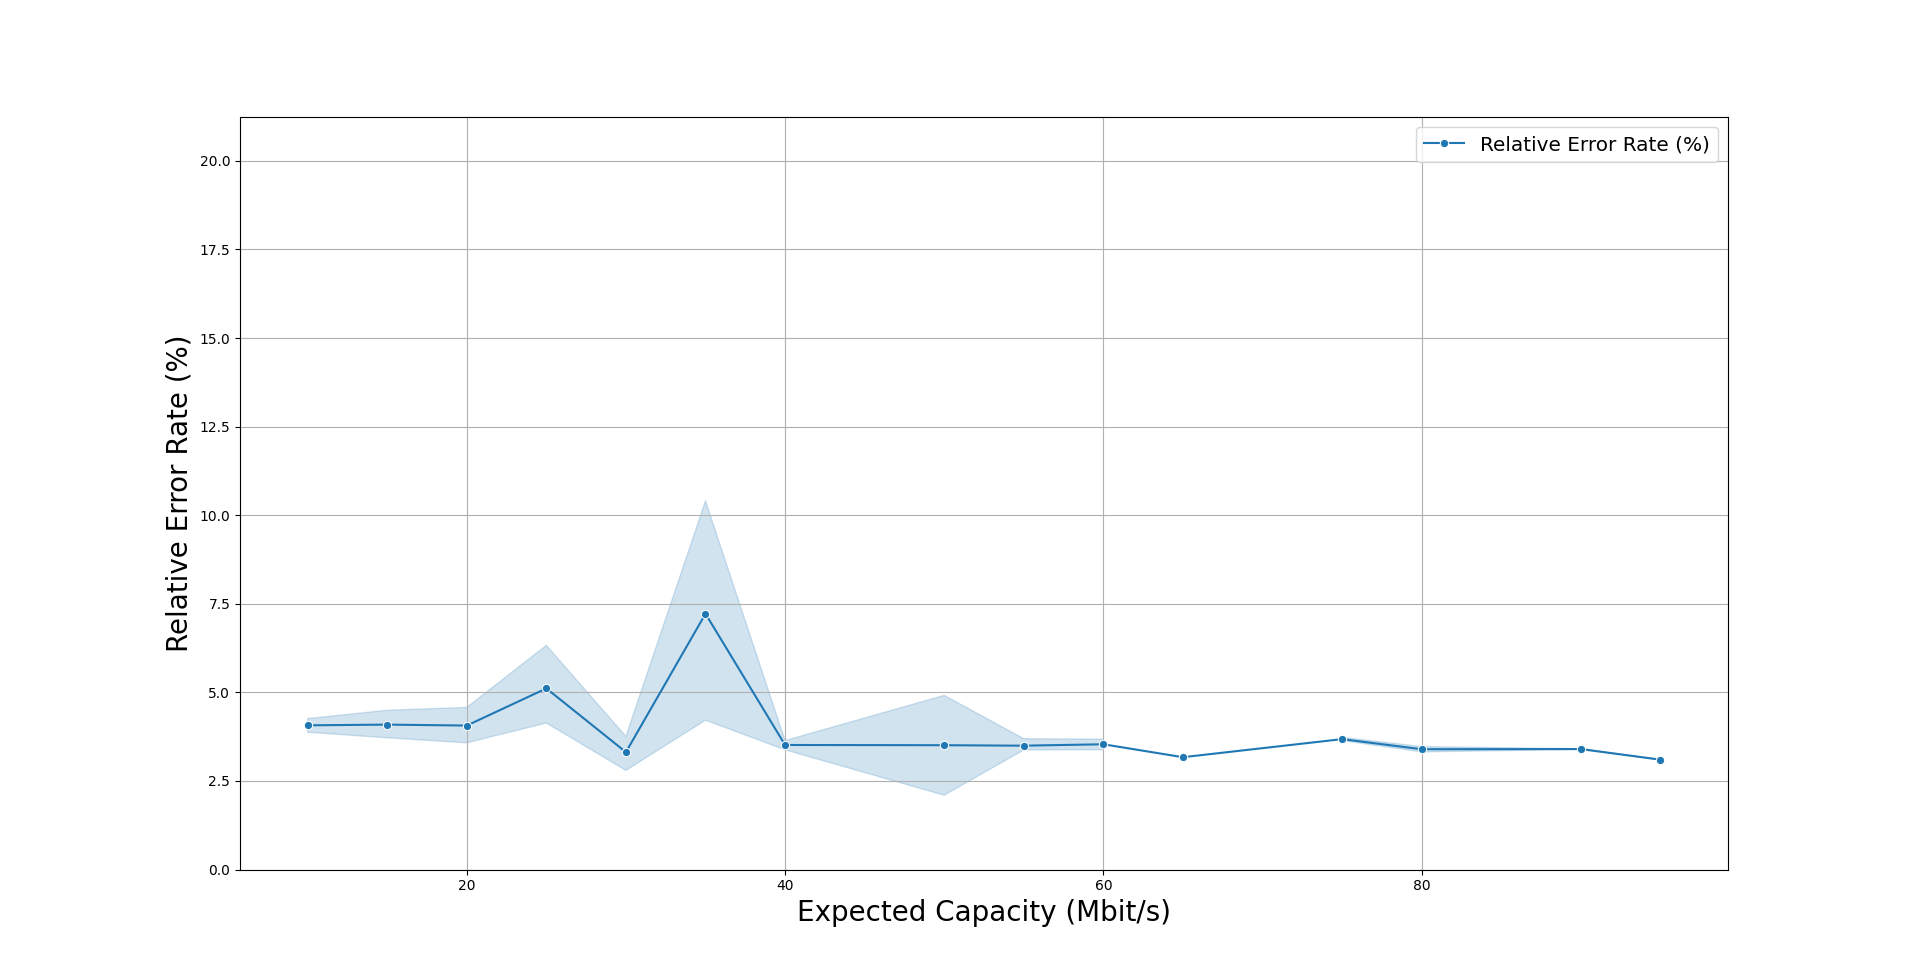 Relative Error Rate (%)
Relative Error Rate (%)
20.0
17.5
15.0
12.5
10.0
7.5
5.0
2.5
0.0
20 40 60 80
Expected Capacity (Mbit/s)